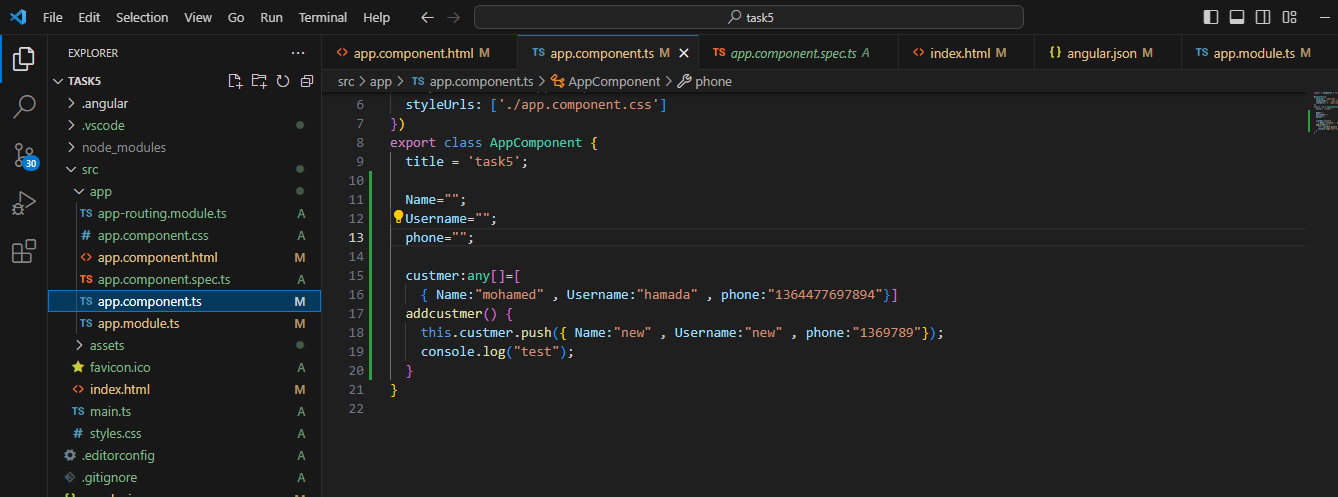 File Edit Selection View Go Run Terminal Help task5
EXPLORER
app.component.html M app.component.ts M app.component.spec.ts A index.html M angular.json M app.module.ts M
TASK5
src > app > TS app.component.ts > AppComponent > phone
.angular
.vscode
node_modules
src
app
TS app-routing.module.ts A
# app.component.css A
<> app.component.html M
TS app.component.spec.ts A
TS app.component.ts M
TS app.module.ts M
assets
favicon.ico A
<> index.html M
TS main.ts A
# styles.css A
.editorconfig A
.gitignore A
30
6 styleUrls: ['./app.component.css']
7 })
8 export class AppComponent {
9 title = 'task5';
10
11 Name="";
12 Username="";
13 phone="";
14
15 custmer:any[]=[
16 { Name:"mohamed" , Username:"hamada" , phone:"1364477697894"}]
17 addcustmer() {
18 this.custmer.push({ Name:"new" , Username:"new" , phone:"1369789"});
19 console.log("test");
20 }
21 }
22